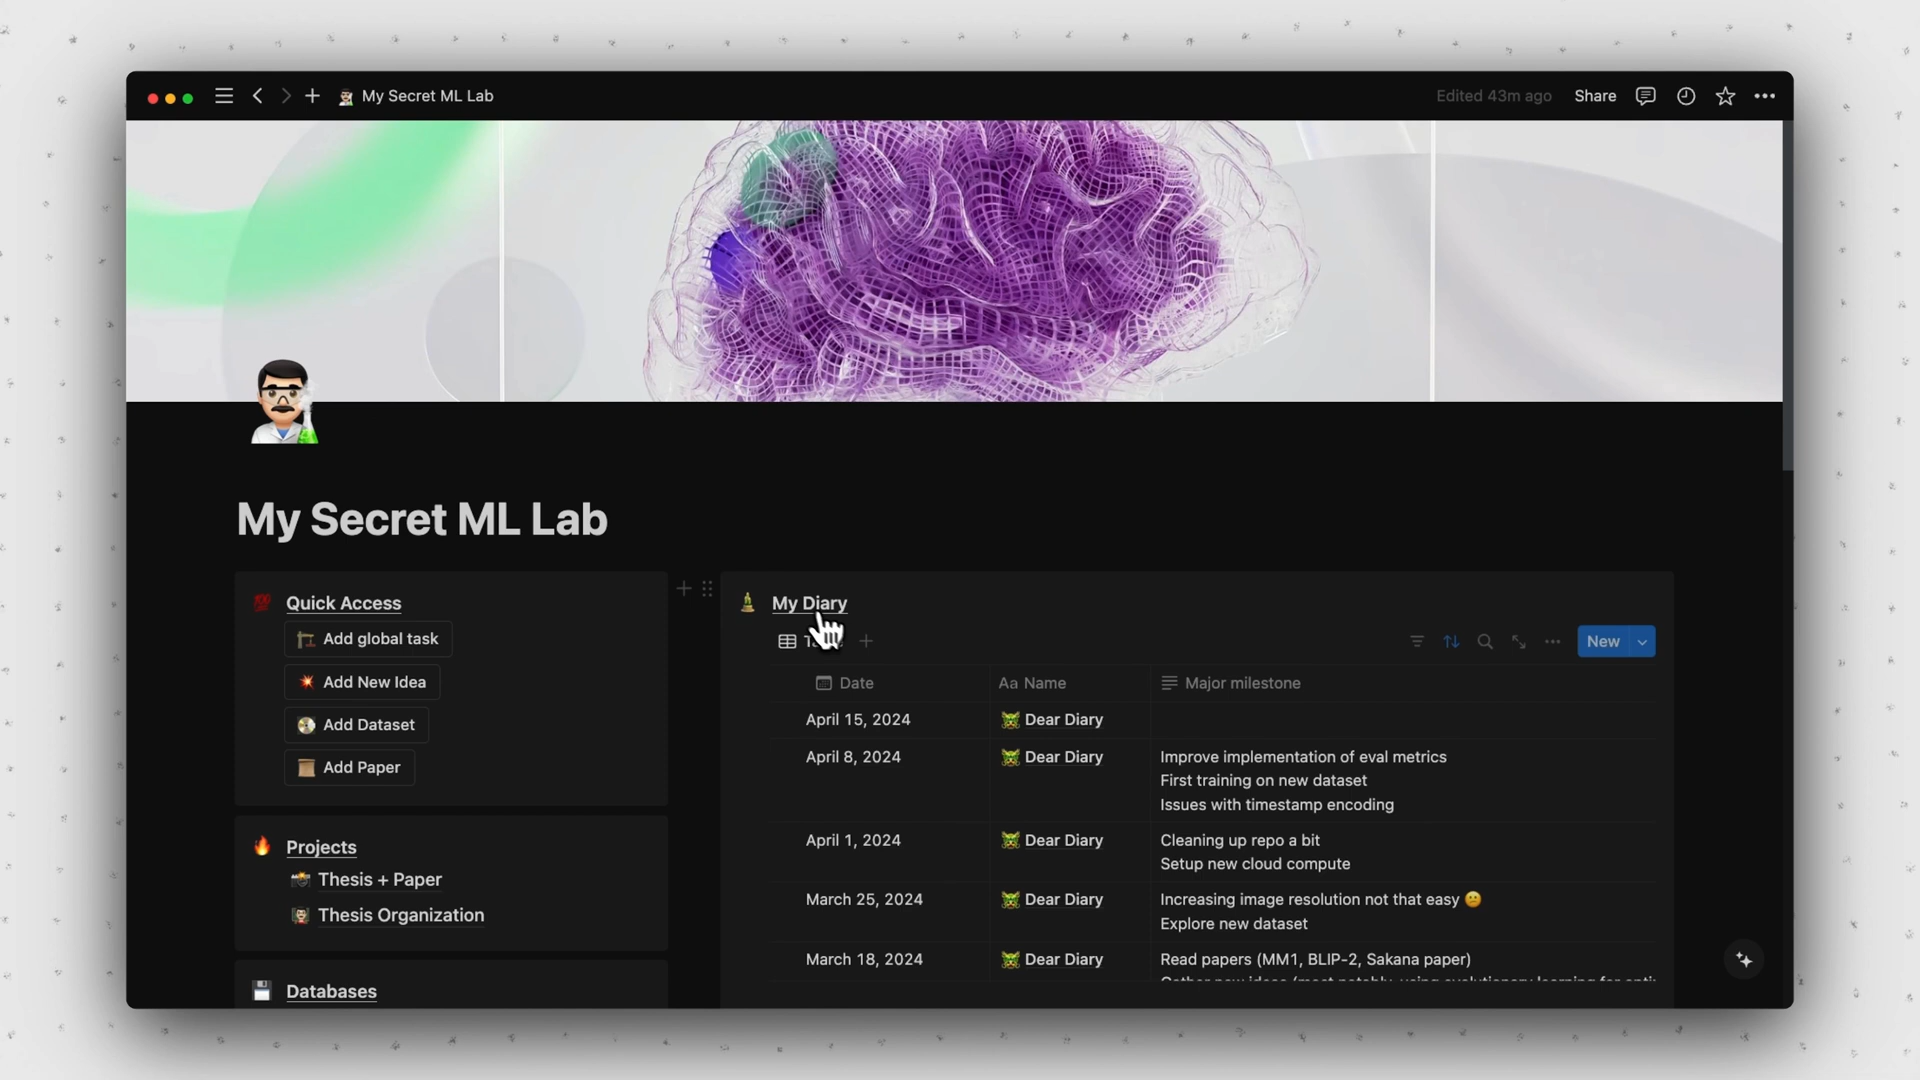 My Secret ML Lab
Edited 43m ago
Share
My Secret ML Lab
Quick Access
Add global task
Add New Idea
Add Dataset
Add Paper
Projects
Thesis + Paper
Thesis Organization
Databases
My Diary
New
Date
Aa Name
Major milestone
April 15, 2024
Dear Diary
April 8, 2024
Dear Diary
Improve implementation of eval metrics
First training on new dataset
Issues with timestamp encoding
April 1, 2024
Dear Diary
Cleaning up repo a bit
Setup new cloud compute
March 25, 2024
Dear Diary
Increasing image resolution not that easy 😕
Explore new dataset
March 18, 2024
Dear Diary
Read papers (MM1, BLIP-2, Sakana paper)